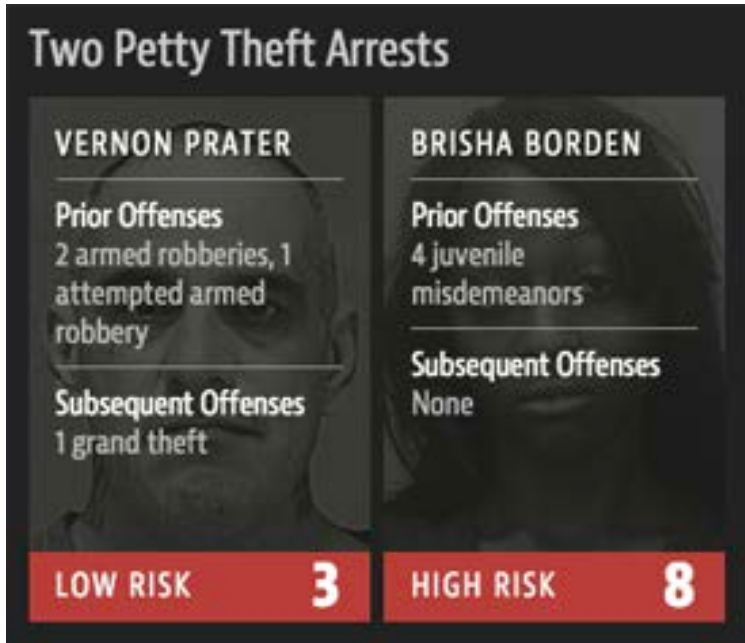 Two Petty Theft Arrests
VERNON PRATER
Prior Offenses
2 armed robberies, 1
attempted armed
robbery
Subsequent Offenses
1 grand theft
LOW RISK 3
BRISHA BORDEN
Prior Offenses
4 juvenile
misdemeanors
Subsequent Offenses
None
HIGH RISK 8